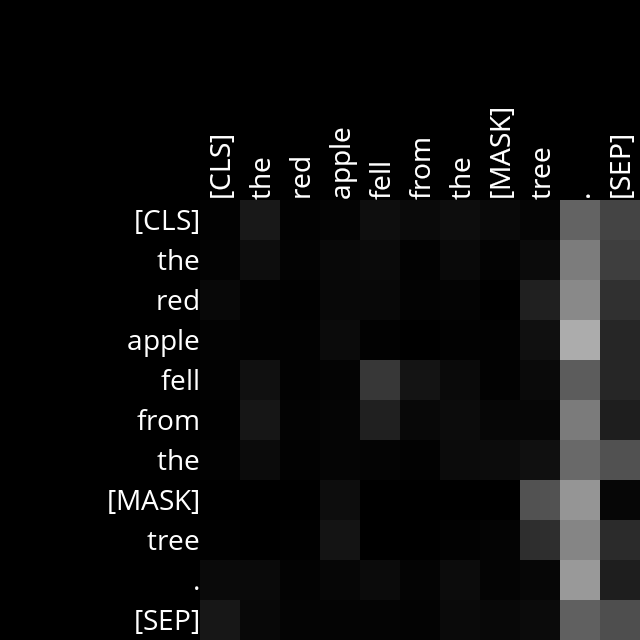 [CLS] the red apple fell from the [MASK] tree . [SEP]
[CLS]
the
red
apple
fell
from
the
[MASK]
tree
.
[SEP]